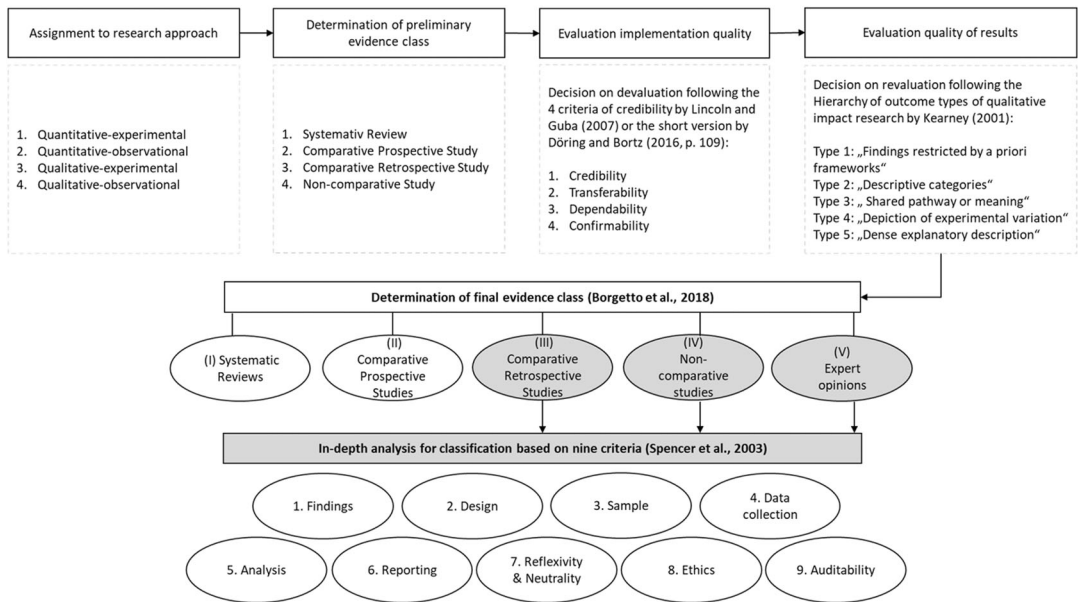 Assignment to research approach
Determination of preliminary
evidence class
Evaluation implementation quality
Evaluation quality of results
1. Quantitative-experimental
2. Quantitative-observational
3. Qualitative-experimental
4. Qualitative-observational
1. Systemativ Review
2. Comparative Prospective Study
3. Comparative Retrospective Study
4. Non-comparative Study
Decision on devaluation following the
4 criteria of credibility by Lincoln and
Guba (2007) or the short version by
Döring and Bortz (2016, p. 109):
1. Credibility
2. Transferability
3. Dependability
4. Confirmability
Decision on revaluation following the
Hierarchy of outcome types of qualitative
impact research by Kearney (2001):
Type 1: „Findings restricted by a priori
frameworks“
Type 2: „Descriptive categories“
Type 3: „ Shared pathway or meaning“
Type 4: „Depiction of experimental variation“
Type 5: „Dense explanatory description“
Determination of final evidence class (Borgetto et al., 2018)
(I) Systematic
Reviews
(II)
Comparative
Prospective
Studies
(III)
Comparative
Retrospective
Studies
(IV)
Non-
comparative
studies
(V)
Expert
opinions
In-depth analysis for classification based on nine criteria (Spencer et al., 2003)
1. Findings
2. Design
3. Sample
4. Data
collection
5. Analysis
6. Reporting
7. Reflexivity
& Neutrality
8. Ethics
9. Auditability